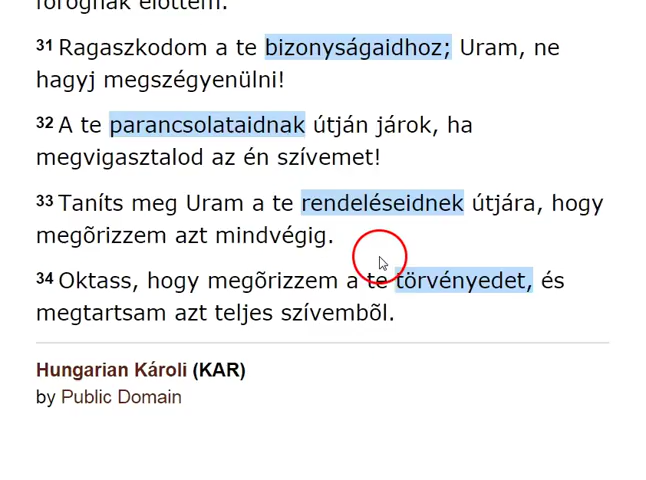 forognak előttem.
31 Ragaszkodom a te bizonyságaidhoz; Uram, ne
hagyj megszégyenülni!
32 A te parancsolataidnak útján járok, ha
megvigasztalod az én szívemet!
33 Taníts meg Uram a te rendeléseidnek útjára, hogy
megõrizzem azt mindvégig.
34 Oktass, hogy megõrizzem a te törvényedet, és
megtartsam azt teljes szívembõl.
Hungarian Károli (KAR)
by Public Domain